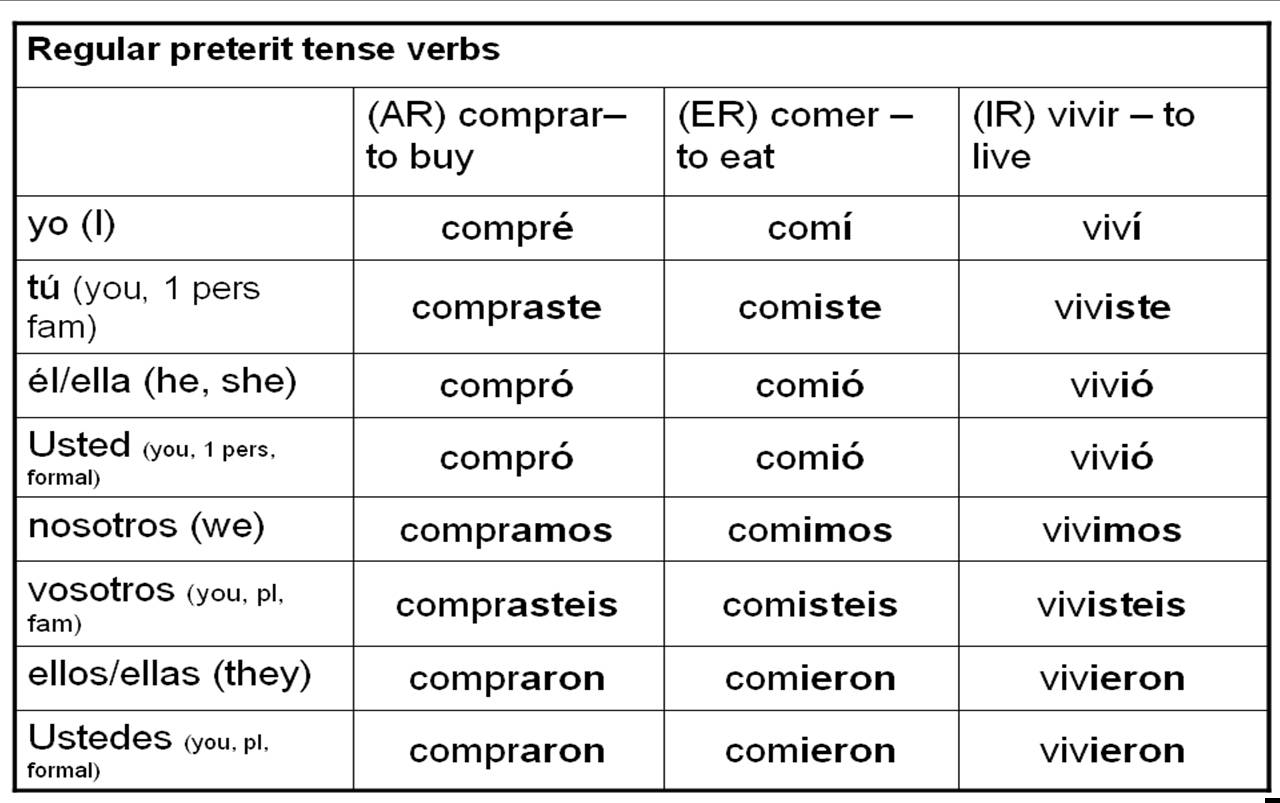 Regular preterit tense verbs
(AR) comprar– (ER) comer – (IR) vivir – to
to buy to eat live
yo (I) compré comí viví
tú (you, 1 pers
fam) compraste comiste viviste
él/ella (he, she) compró comió vivió
Usted (you, 1 pers,
formal) compró comió vivió
nosotros (we) compramos comimos vivimos
vosotros (you, pl,
fam) comprasteis comisteis vivisteis
ellos/ellas (they) compraron comieron vivieron
Ustedes (you, pl,
formal) compraron comieron vivieron